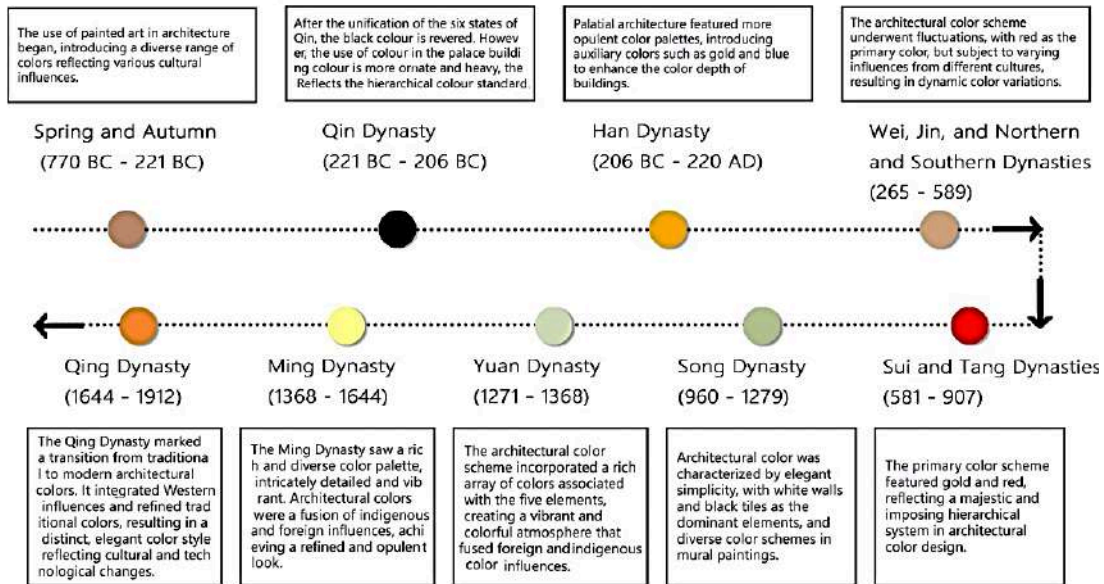 The use of painted art in architecture
began, introducing a diverse range of
colors reflecting various cultural
influences.
After the unification of the six states of
Qin, the black colour is revered. Howev
er, the use of colour in the palace buildi
ng colour is more ornate and heavy, the
Reflects the hierarchical colour standard.
Palatial architecture featured more
opulent color palettes, introducing
auxiliary colors such as gold and blue
to enhance the color depth of
buildings.
The architectural color scheme
underwent fluctuations, with red as the
primary color, but subject to varying
influences from different cultures,
resulting in dynamic color variations.
Spring and Autumn
(770 BC - 221 BC)
Qin Dynasty
(221 BC - 206 BC)
Han Dynasty
(206 BC - 220 AD)
Wei, Jin, and Northern
and Southern Dynasties
(265 - 589)
Qing Dynasty
(1644 - 1912)
Ming Dynasty
(1368 - 1644)
Yuan Dynasty
(1271 - 1368)
Song Dynasty
(960 - 1279)
Sui and Tang Dynasties
(581 - 907)
The Qing Dynasty marked
a transition from traditiona
l to modern architectural
colors. It integrated Western
influences and refined trad
itional colors, resulting in a
distinct, elegant color style
reflecting cultural and tech
nological changes.
The Ming Dynasty saw a ric
h and diverse color palette,
intricately detailed and vib
rant. Architectural colors
were a fusion of indigenous
and foreign influences, achi
eving a refined and opulent
look.
The architectural color
scheme incorporated a rich
array of colors associated
with the five elements,
creating a vibrant and
colorful atmosphere that
fused foreign and indigenous
color influences.
Architectural color was
characterized by elegant
simplicity, with white walls
and black tiles as the
dominant elements, and
diverse color schemes in
mural paintings.
The primary color scheme
featured gold and red,
reflecting a majestic and
imposing hierarchical
system in architectural
color design.